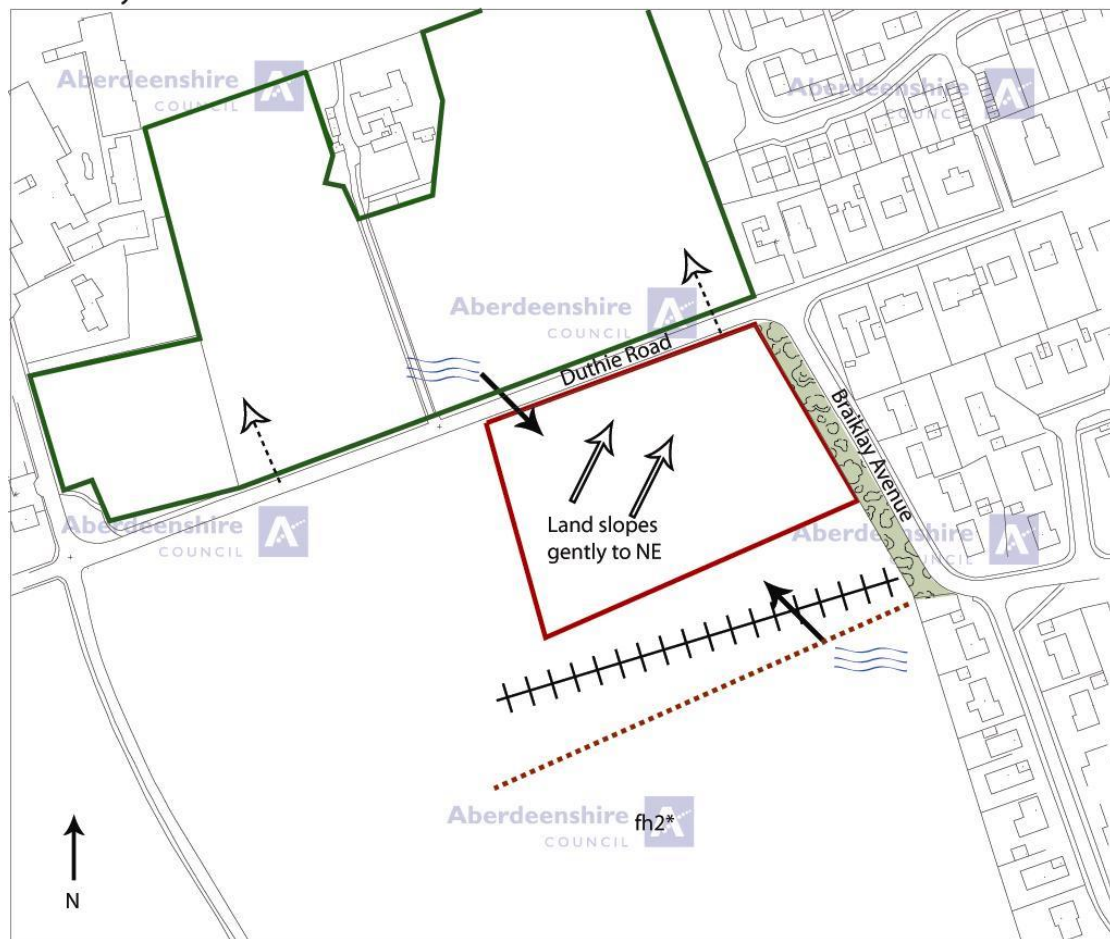 Aberdeenshire
COUNCIL
Aberdeenshire
COUNCIL
Aberdeenshire
COUNCIL
Duthie Road
Braiklay Avenue
Land slopes
gently to NE
Aberdeenshire
COUNCIL
Aberdeenshire
COUNCIL
Aberdeenshire
COUNCIL
fh2*
N